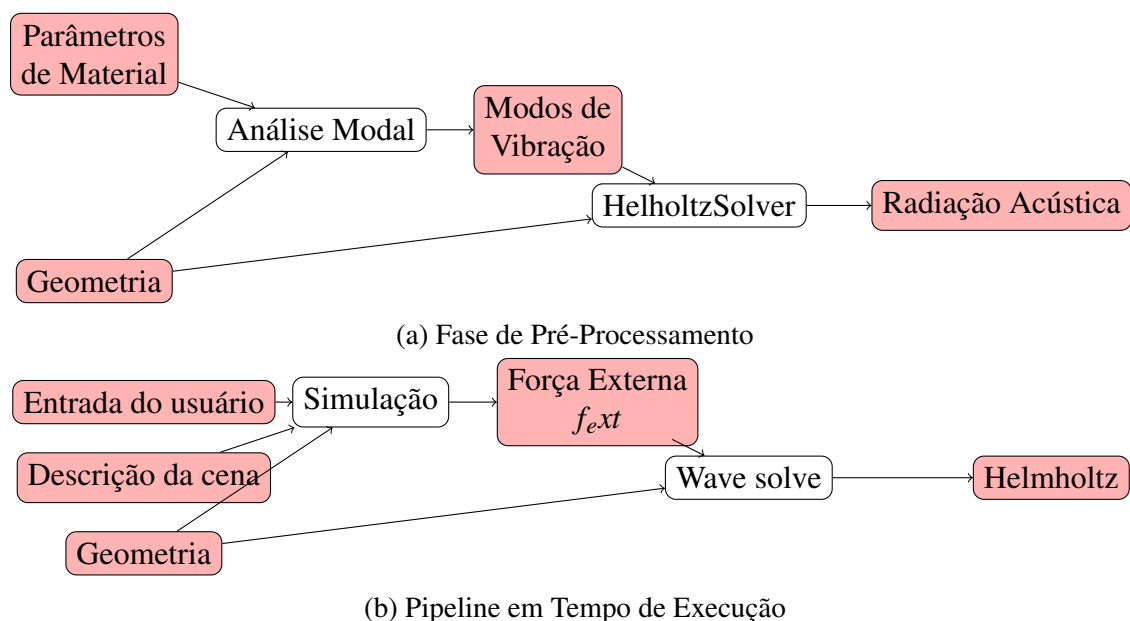 Parâmetros
de Material
Análise Modal
Modos de
Vibração
HelholtzSolver
Radiação Acústica
Geometria
(a) Fase de Pré-Processamento
Entrada do usuário
Simulação
Força Externa
f_ext
Descrição da cena
Wave solve
Helmholtz
Geometria
(b) Pipeline em Tempo de Execução